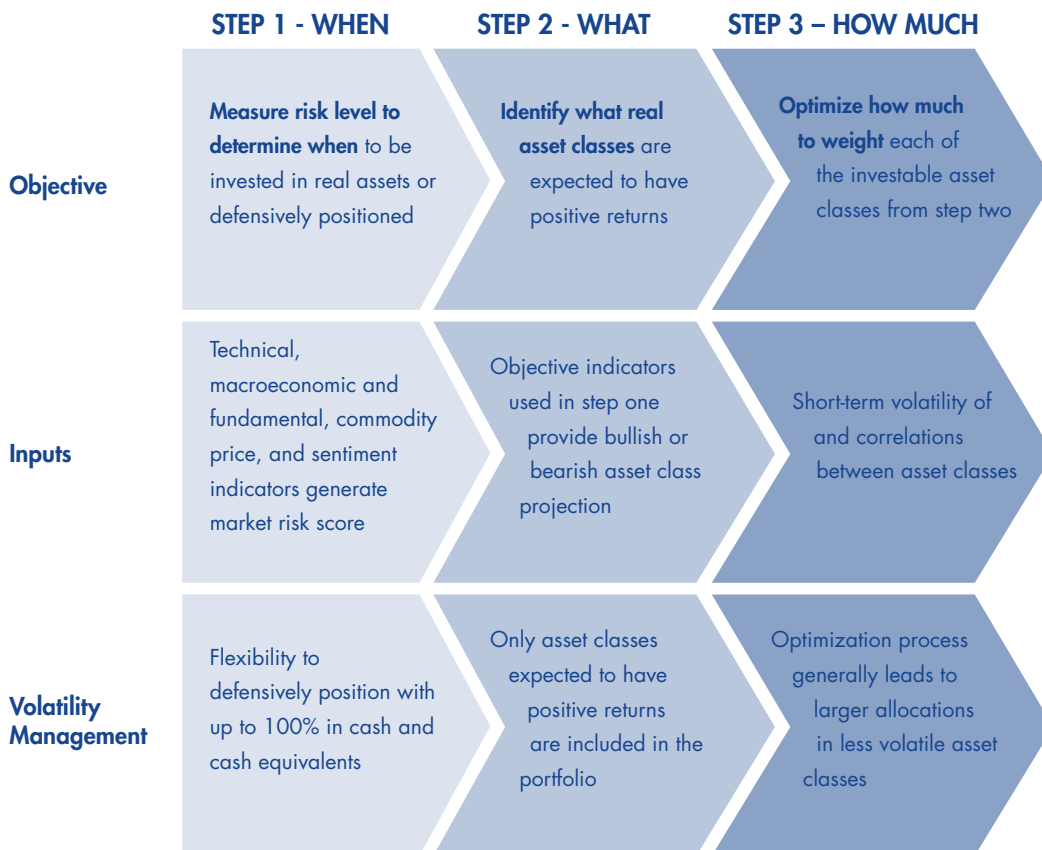 STEP 1 - WHEN
STEP 2 - WHAT
STEP 3 – HOW MUCH
Objective
Measure risk level to
determine when to be
invested in real assets or
defensively positioned
Identify what real
asset classes are
expected to have
positive returns
Optimize how much
to weight each of
the investable asset
classes from step two
Inputs
Technical,
macroeconomic and
fundamental, commodity
price, and sentiment
indicators generate
market risk score
Objective indicators
used in step one
provide bullish or
bearish asset class
projection
Short-term volatility of
and correlations
between asset classes
Volatility
Management
Flexibility to
defensively position with
up to 100% in cash and
cash equivalents
Only asset classes
expected to have
positive returns
are included in the
portfolio
Optimization process
generally leads to
larger allocations
in less volatile asset
classes